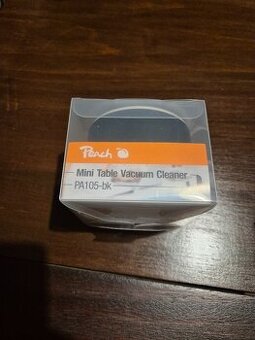 Peach
Mini Table Vacuum Cleaner
PA105-bk